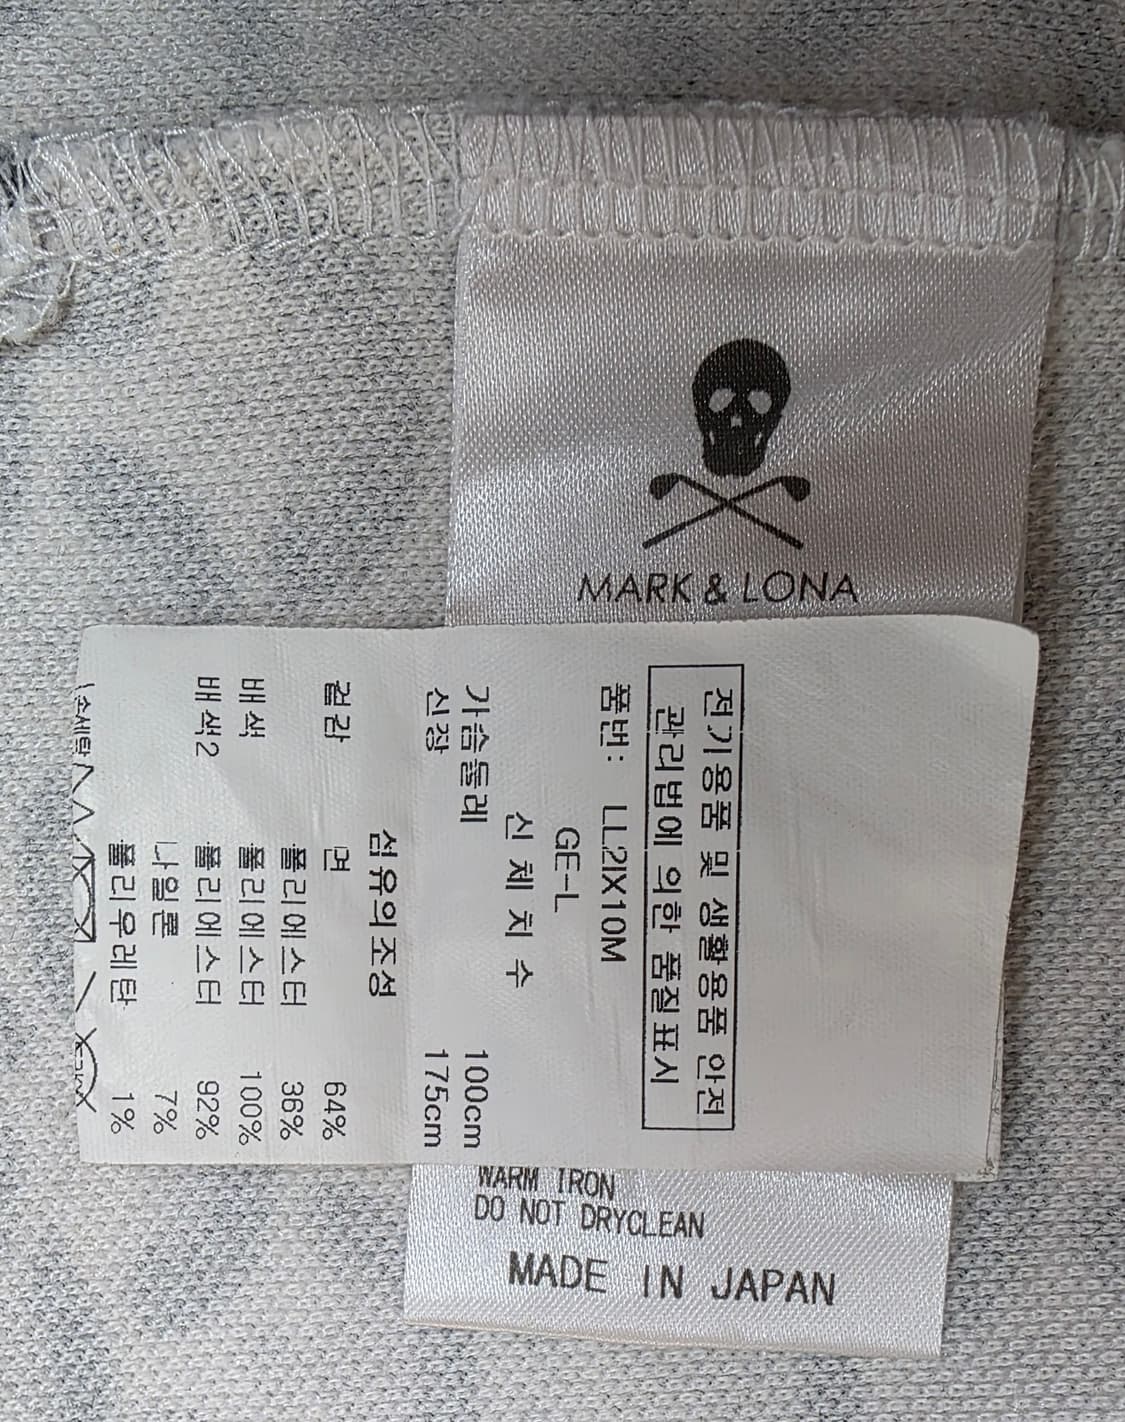 MARK & LONA
전기용품 및 생활용품 안전
관리법에 의한 품질표시
품번: LL2IX10M
GE-L
신 체 치 수
가슴둘레 100cm
신장 175cm
섬유의조성
겉감 면 64%
폴리에스터 36%
배색 폴리에스터 100%
배색2 폴리에스터 92%
나일론 7%
폴리우레탄 1%
WARM IRON
DO NOT DRYCLEAN
MADE IN JAPAN